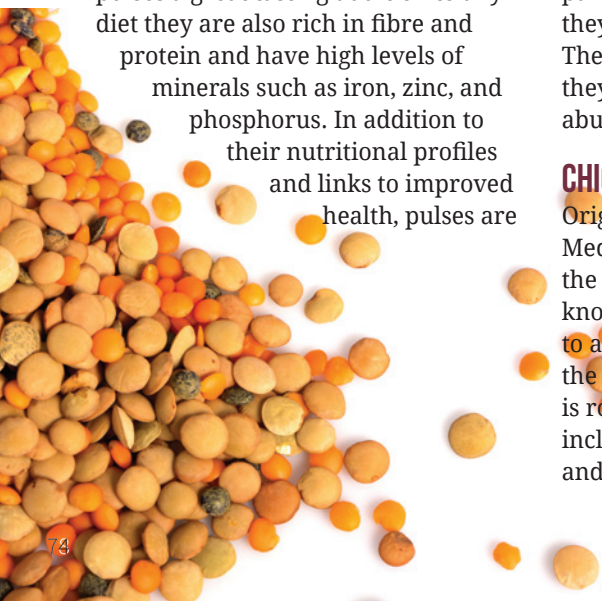 diet they are also rich in fibre and
protein and have high levels of
minerals such as iron, zinc, and
phosphorus. In addition to
their nutritional profiles
and links to improved
health, pulses are
they
The
they
abu
CHI
Orig
Med
the
kno
to a
the
is ro
incl
and